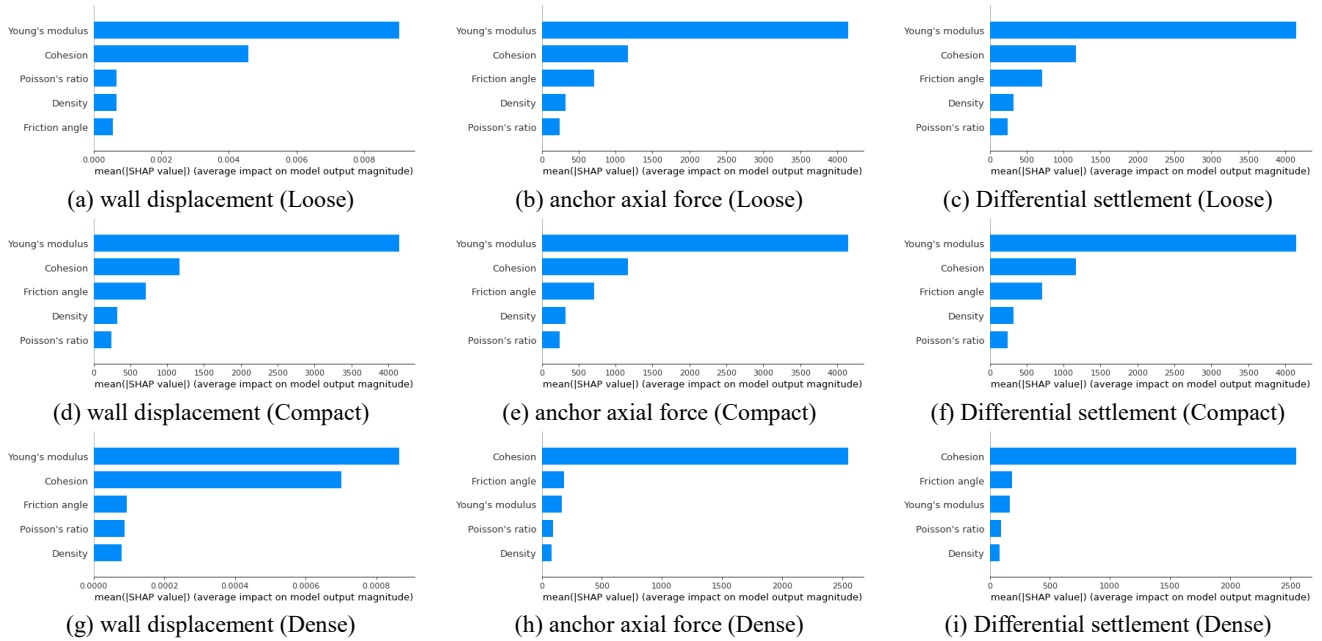 Young's modulus
Cohesion
Poisson's ratio
Density
Friction angle
0.000 0.002 0.004 0.006 0.008
mean(|SHAP value|) (average impact on model output magnitude)
(a) wall displacement (Loose)
Young's modulus
Cohesion
Friction angle
Density
Poisson's ratio
0 500 1000 1500 2000 2500 3000 3500 4000
mean(|SHAP value|) (average impact on model output magnitude)
(b) anchor axial force (Loose)
Young's modulus
Cohesion
Friction angle
Density
Poisson's ratio
0 500 1000 1500 2000 2500 3000 3500 4000
mean(|SHAP value|) (average impact on model output magnitude)
(c) Differential settlement (Loose)
Young's modulus
Cohesion
Friction angle
Density
Poisson's ratio
0 500 1000 1500 2000 2500 3000 3500 4000
mean(|SHAP value|) (average impact on model output magnitude)
(d) wall displacement (Compact)
Young's modulus
Cohesion
Friction angle
Density
Poisson's ratio
0 500 1000 1500 2000 2500 3000 3500 4000
mean(|SHAP value|) (average impact on model output magnitude)
(e) anchor axial force (Compact)
Young's modulus
Cohesion
Friction angle
Density
Poisson's ratio
0 500 1000 1500 2000 2500 3000 3500 4000
mean(|SHAP value|) (average impact on model output magnitude)
(f) Differential settlement (Compact)
Young's modulus
Cohesion
Friction angle
Poisson's ratio
Density
0.0000 0.0002 0.0004 0.0006 0.0008
mean(|SHAP value|) (average impact on model output magnitude)
(g) wall displacement (Dense)
Cohesion
Friction angle
Young's modulus
Poisson's ratio
Density
0 500 1000 1500 2000 2500
mean(|SHAP value|) (average impact on model output magnitude)
(h) anchor axial force (Dense)
Cohesion
Friction angle
Young's modulus
Poisson's ratio
Density
0 500 1000 1500 2000 2500
mean(|SHAP value|) (average impact on model output magnitude)
(i) Differential settlement (Dense)